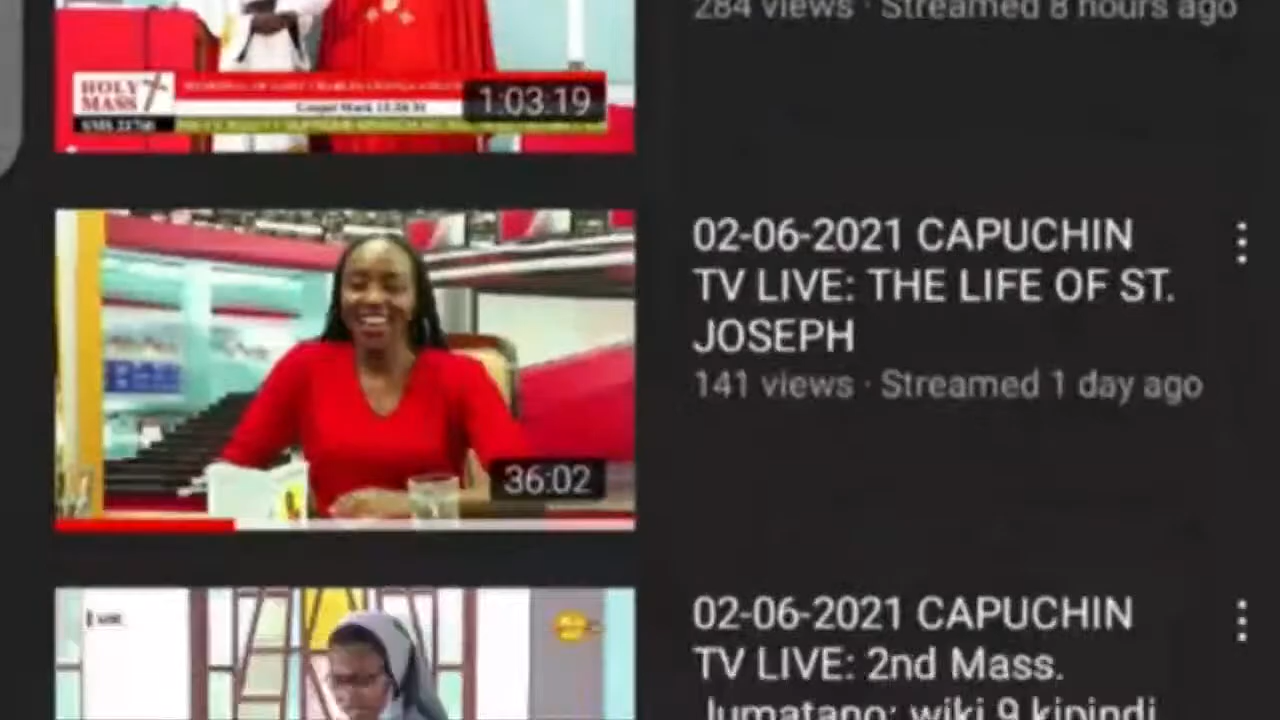 284 views · Streamed 8 hours ago
HOLY
MASS
1:03:19
02-06-2021 CAPUCHIN
TV LIVE: THE LIFE OF ST.
JOSEPH
141 views · Streamed 1 day ago
36:02
02-06-2021 CAPUCHIN
TV LIVE: 2nd Mass.
Jumatano: wiki 9 kipindi